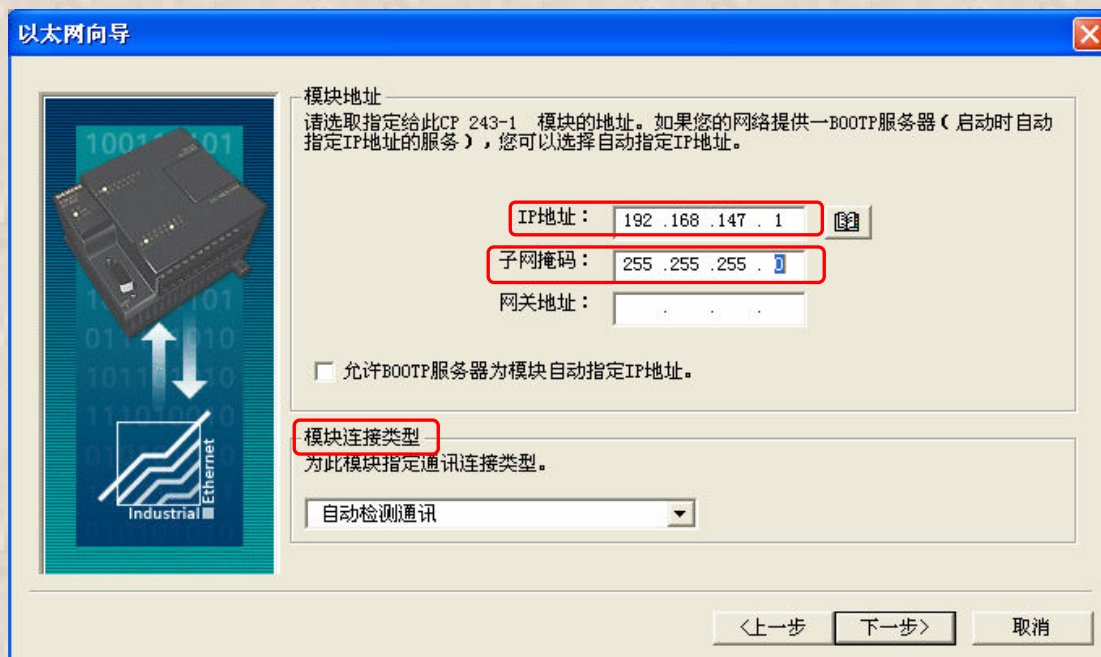 以太网向导
模块地址
请选取指定给此CP 243-1 模块的地址。如果您的网络提供一BOOTP服务器(启动时自动
指定IP地址的服务),您可以选择自动指定IP地址。
IP地址: 192 .168 .147 . 1
子网掩码: 255 .255 .255 . 0
网关地址: . . .
允许BOOTP服务器为模块自动指定IP地址。
模块连接类型
为此模块指定通讯连接类型。
自动检测通讯
Industrial
Ethernet
<上一步
下一步>
取消